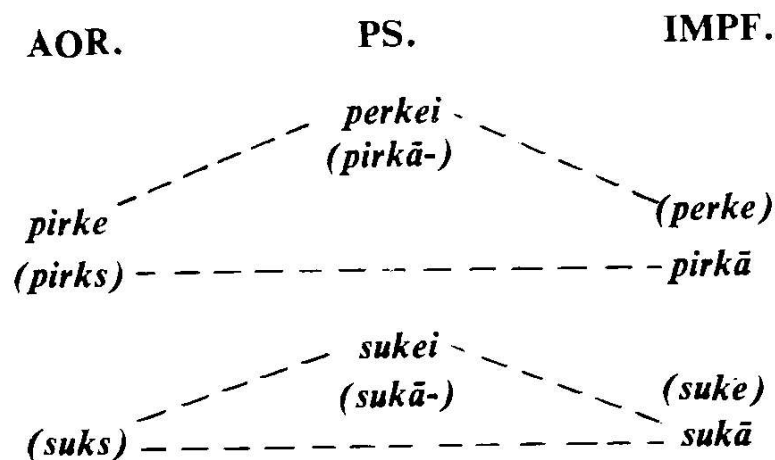 AOR. PS. IMPF.
perkei
(pirkā-)
pirke (perke)
(pirks) pirkā
sukei
(sukā-) (suke)
(suks) sukā